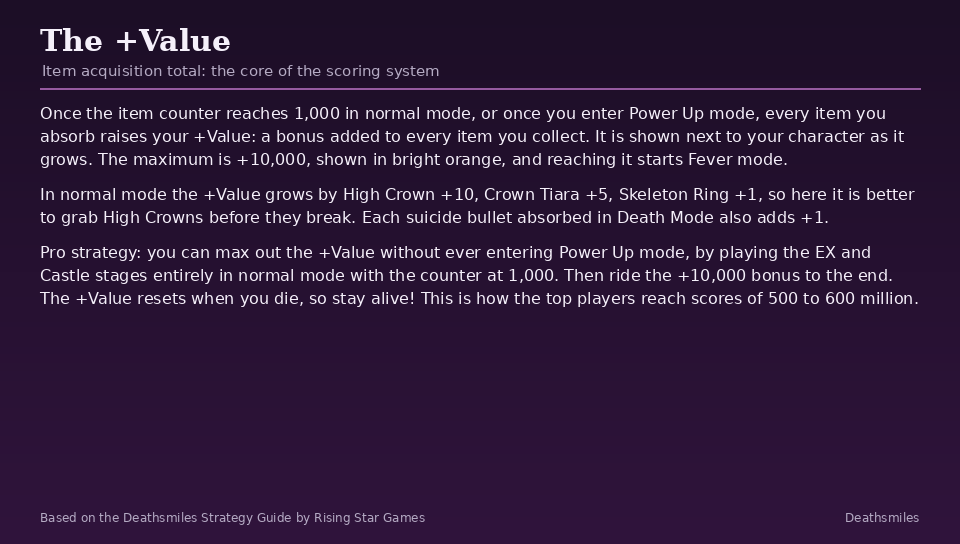 The +Value
Item acquisition total: the core of the scoring system
Once the item counter reaches 1,000 in normal mode, or once you enter Power Up mode, every item you
absorb raises your +Value: a bonus added to every item you collect. It is shown next to your character as it
grows. The maximum is +10,000, shown in bright orange, and reaching it starts Fever mode.
In normal mode the +Value grows by High Crown +10, Crown Tiara +5, Skeleton Ring +1, so here it is better
to grab High Crowns before they break. Each suicide bullet absorbed in Death Mode also adds +1.
Pro strategy: you can max out the +Value without ever entering Power Up mode, by playing the EX and
Castle stages entirely in normal mode with the counter at 1,000. Then ride the +10,000 bonus to the end.
The +Value resets when you die, so stay alive! This is how the top players reach scores of 500 to 600 million.
Based on the Deathsmiles Strategy Guide by Rising Star Games
Deathsmiles